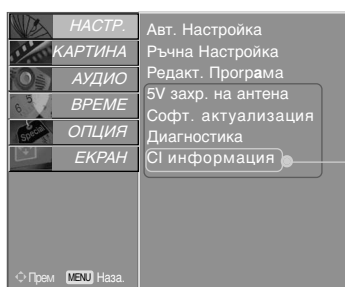 НАСТР.
КАРТИНА
АУДИО
ВРЕМЕ
ОПЦИЯ
ЕКРАН
Авт. Настройка
Ръчна Настройка
Редакт. Програма
5V захр. на антена
Софт. актуализация
Диагностика
CI информация
Прем MENU Наза.